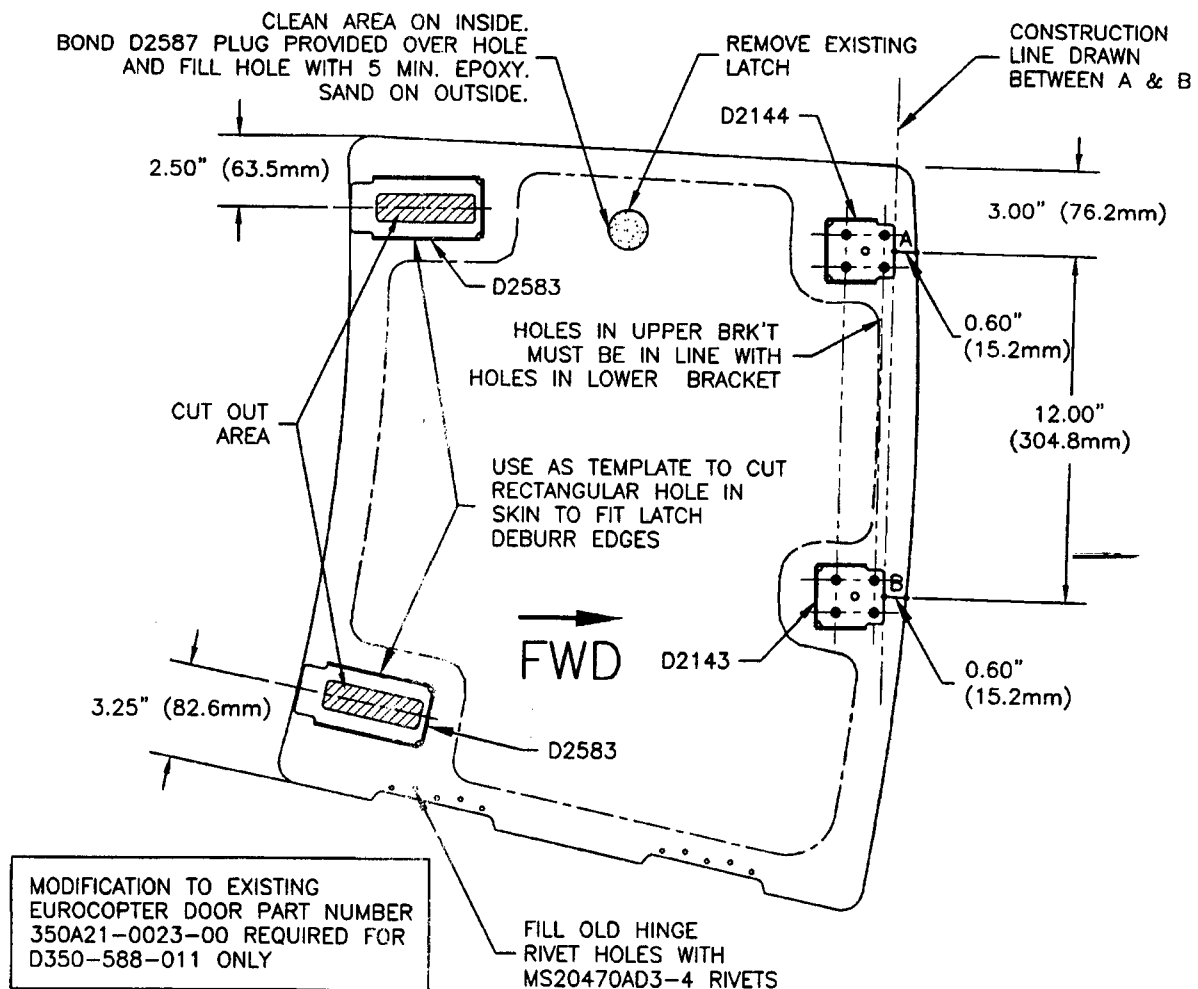 CLEAN AREA ON INSIDE.
BOND D2587 PLUG PROVIDED OVER HOLE
AND FILL HOLE WITH 5 MIN. EPOXY.
SAND ON OUTSIDE.
REMOVE EXISTING
LATCH
CONSTRUCTION
LINE DRAWN
BETWEEN A & B
D2144
2.50" (63.5mm)
3.00" (76.2mm)
A
D2583
0.60"
(15.2mm)
HOLES IN UPPER BRK'T
MUST BE IN LINE WITH
HOLES IN LOWER BRACKET
CUT OUT
AREA
12.00"
(304.8mm)
USE AS TEMPLATE TO CUT
RECTANGULAR HOLE IN
SKIN TO FIT LATCH
DEBURR EDGES
B
FWD
D2143
0.60"
(15.2mm)
3.25" (82.6mm)
D2583
MODIFICATION TO EXISTING
EUROCOPTER DOOR PART NUMBER
350A21-0023-00 REQUIRED FOR
D350-588-011 ONLY
FILL OLD HINGE
RIVET HOLES WITH
MS20470AD3-4 RIVETS